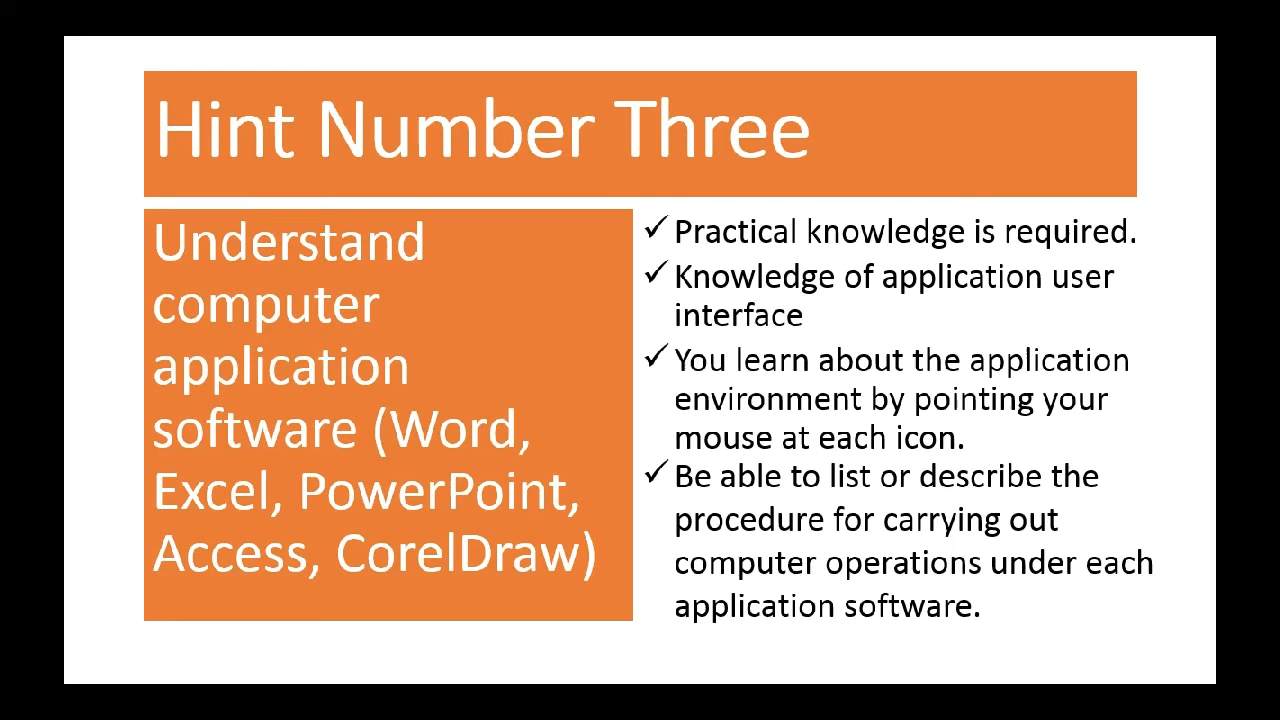 Hint Number Three
Understand
computer
application
software (Word,
Excel, PowerPoint,
Access, CorelDraw)
✓ Practical knowledge is required.
✓ Knowledge of application user
interface
✓ You learn about the application
environment by pointing your
mouse at each icon.
✓ Be able to list or describe the
procedure for carrying out
computer operations under each
application software.